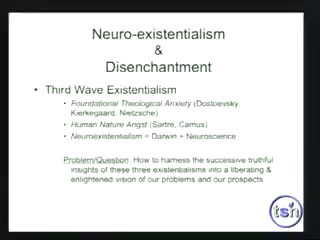 Neuro-existentialism
&
Disenchantment
• Third Wave Existentialism
• Foundational Theological Anxiety (Dostoevsky,
Kierkegaard, Nietzsche)
• Human Nature Angst (Sartre, Camus)
• Neuroexistentialism = Darwin + Neuroscience
Problem/Question: How to harness the successive truthful
insights of these three existentialisms into a liberating &
enlightened vision of our problems and our prospects
tsn